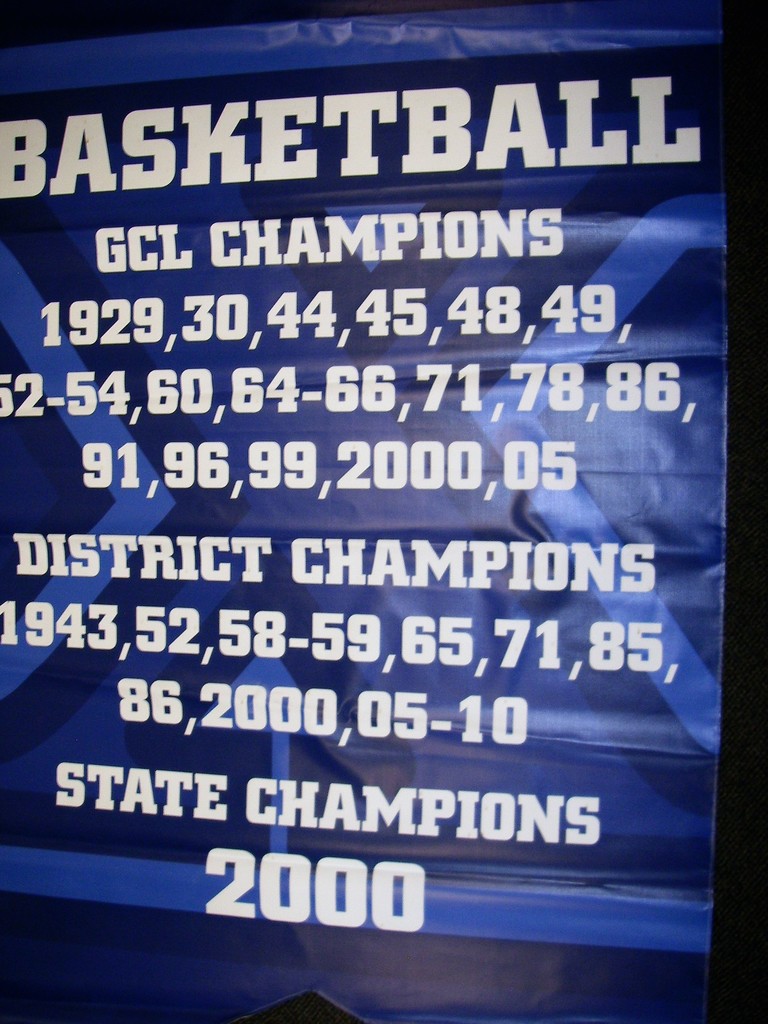 BASKETBALL
GCL CHAMPIONS
1929,30,44,45,48,49,
52-54,60,64-66,71,78,86,
91,96,99,2000,05
DISTRICT CHAMPIONS
1943,52,58-59,65,71,85,
86,2000,05-10
STATE CHAMPIONS
2000